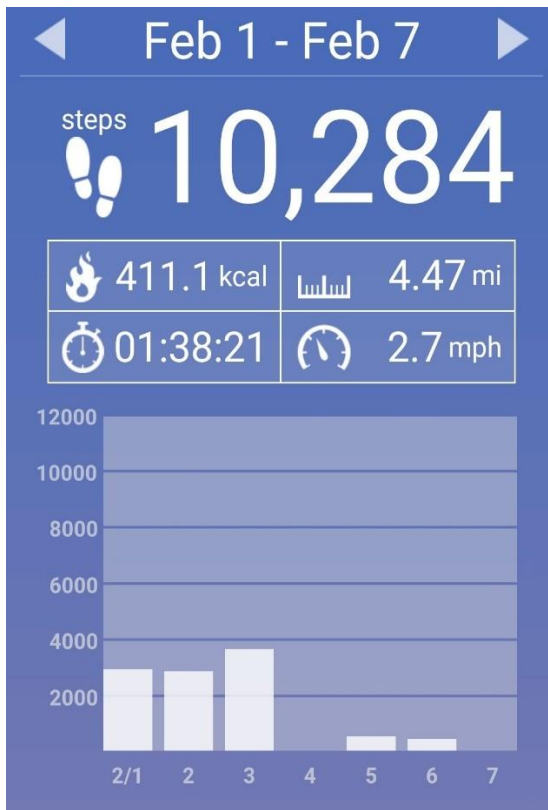 Feb 1 - Feb 7
steps
10,284
411.1 kcal
4.47 mi
01:38:21
2.7 mph
12000
10000
8000
6000
4000
2000
2/1 2 3 4 5 6 7